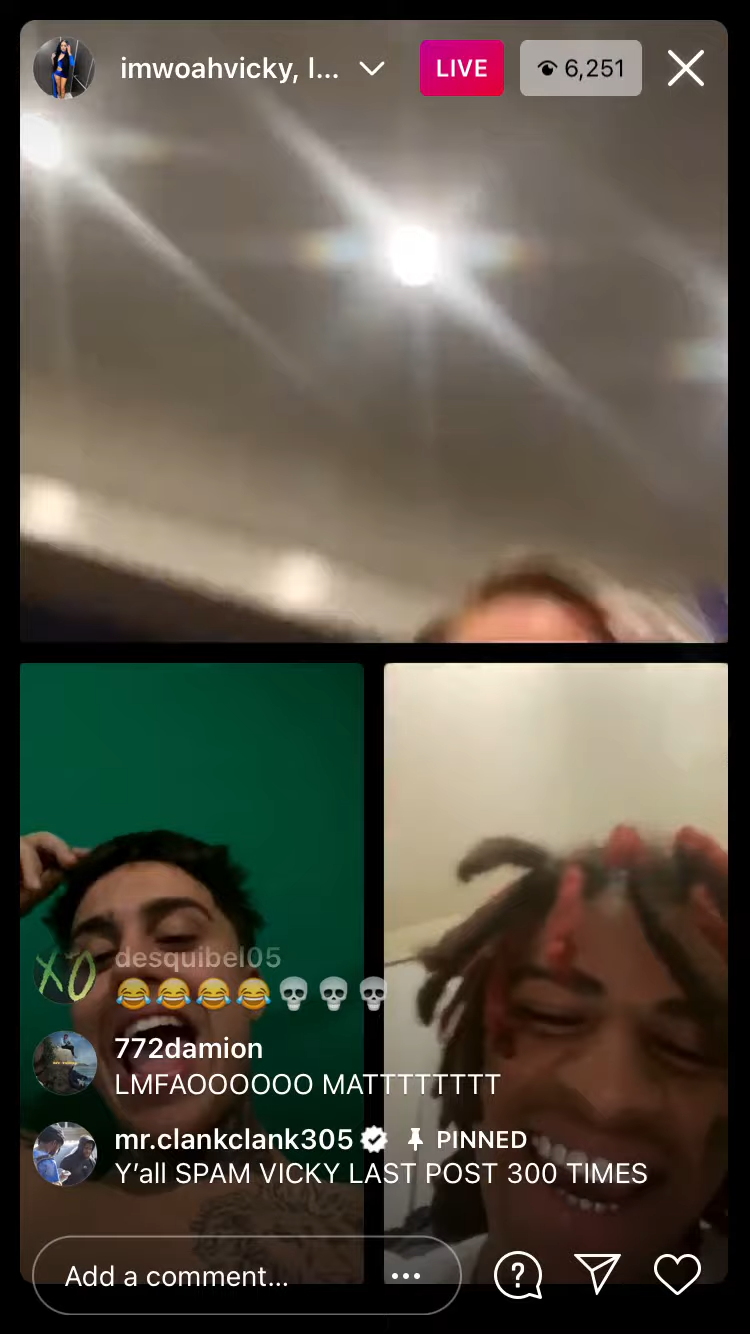 imwoahvicky, l... LIVE 6,251
XO desquibel05
😂😂😂😂💀💀💀
772damion
LMFAOOOOOO MATTTTTTTT
mr.clankclank305 PINNED
Y'all SPAM VICKY LAST POST 300 TIMES
Add a comment...